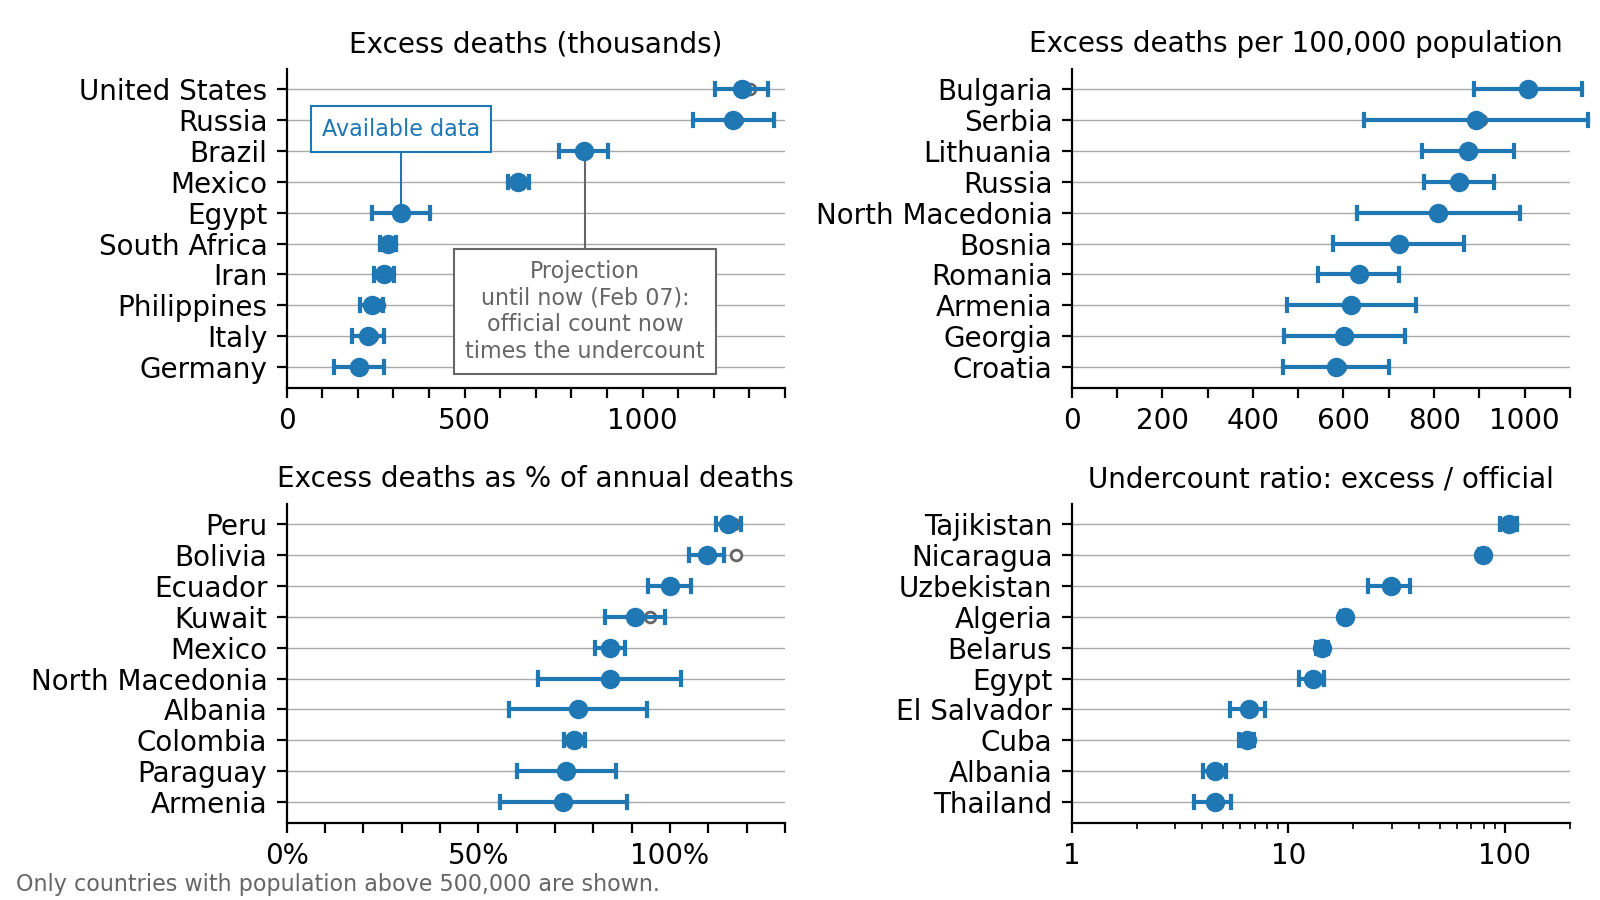 Excess deaths (thousands)
United States
Russia
Available data
Brazil
Mexico
Egypt
South Africa
Iran
Philippines
Italy
Germany
Projection
until now (Feb 07):
official count now
times the undercount
0 500 1000
Excess deaths per 100,000 population
Bulgaria
Serbia
Lithuania
Russia
North Macedonia
Bosnia
Romania
Armenia
Georgia
Croatia
0 200 400 600 800 1000
Excess deaths as % of annual deaths
Peru
Bolivia
Ecuador
Kuwait
Mexico
North Macedonia
Albania
Colombia
Paraguay
Armenia
0% 50% 100%
Undercount ratio: excess / official
Tajikistan
Nicaragua
Uzbekistan
Algeria
Belarus
Egypt
El Salvador
Cuba
Albania
Thailand
1 10 100
Only countries with population above 500,000 are shown.